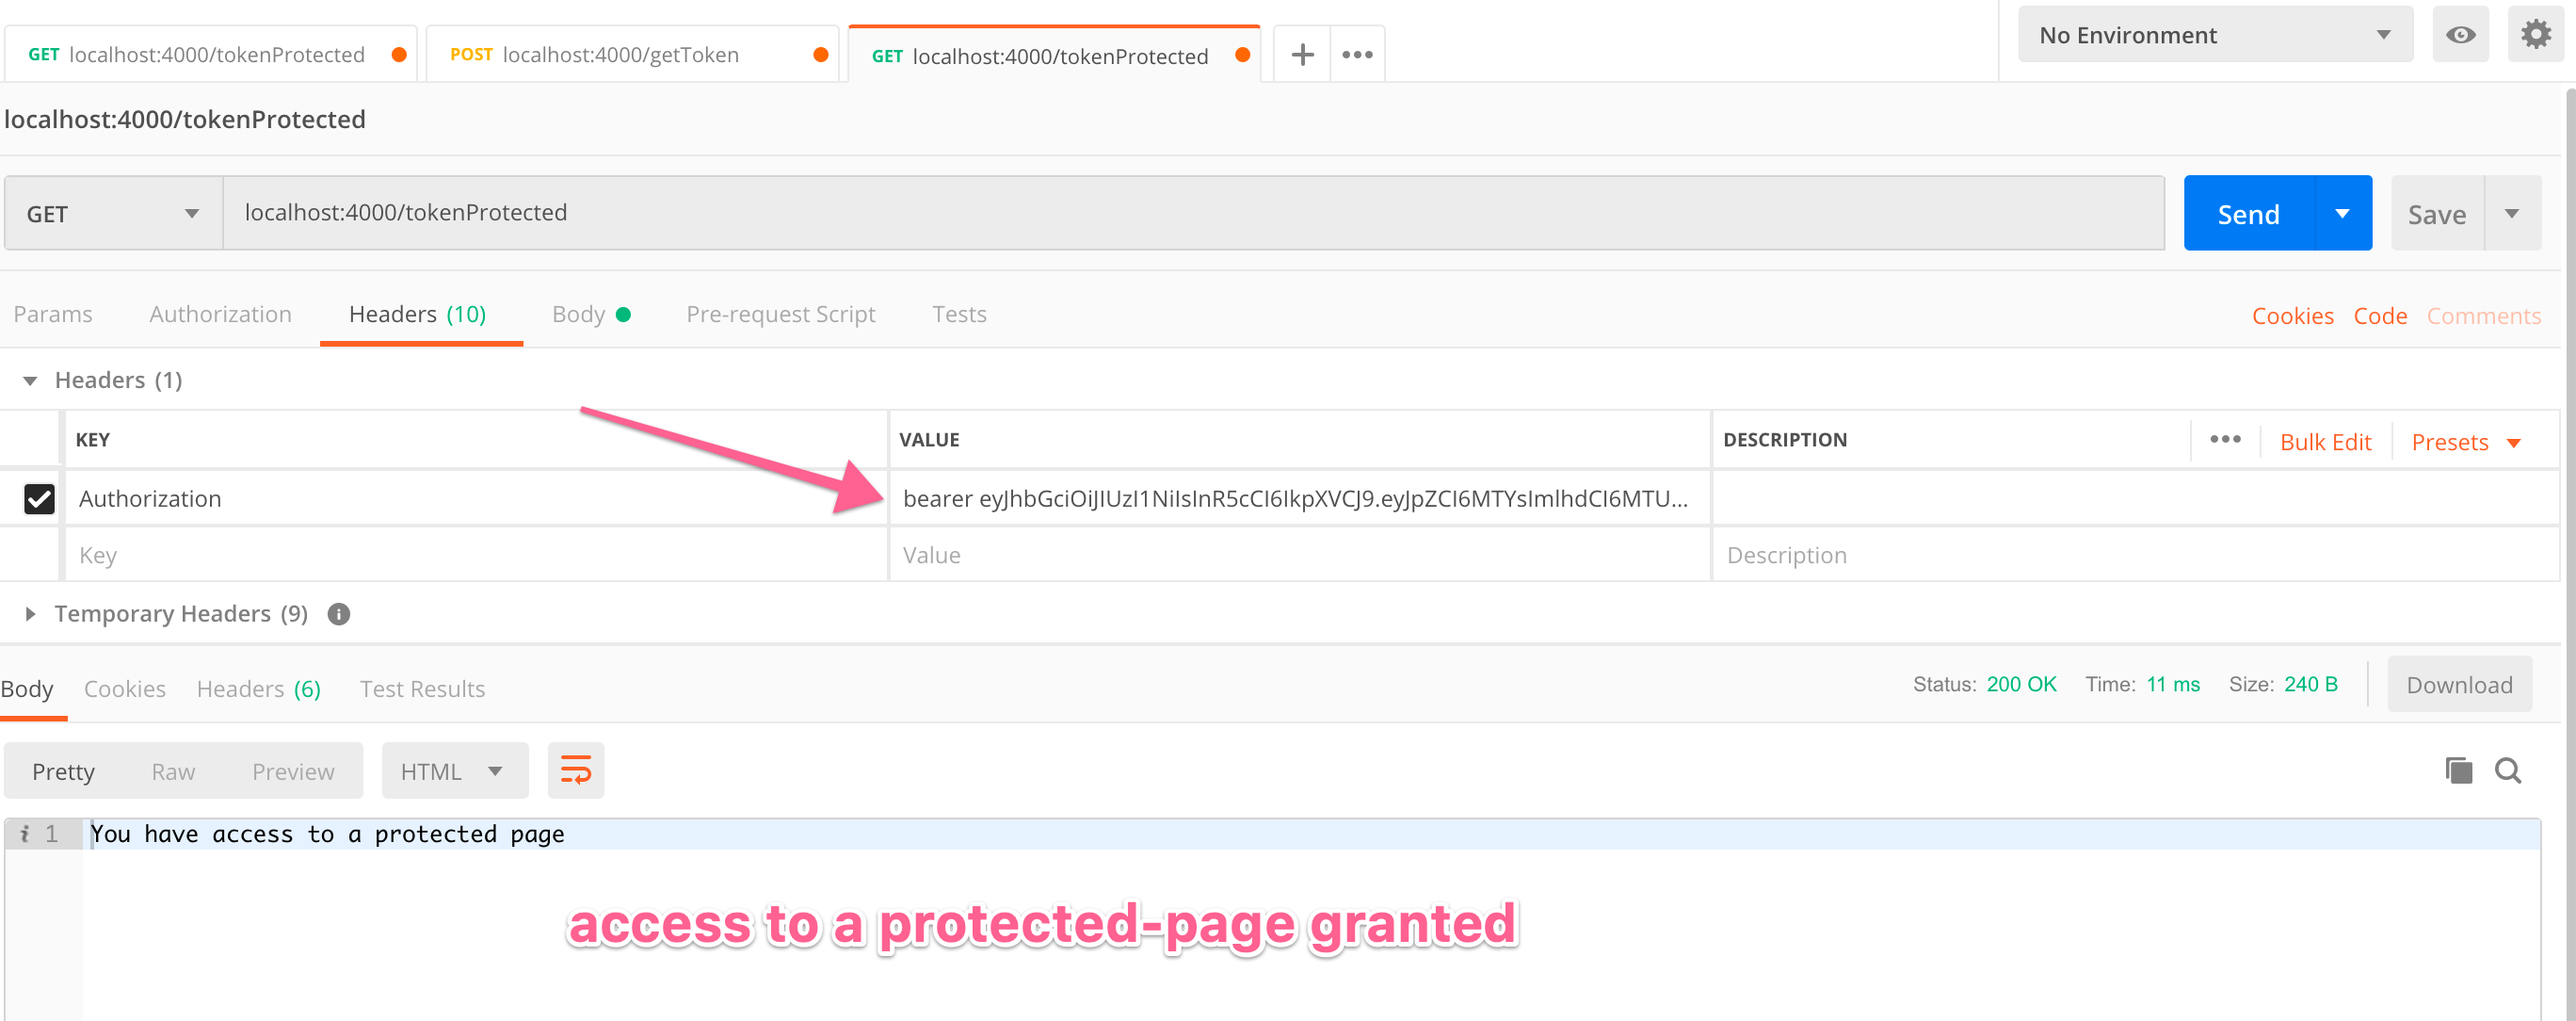 GET localhost:4000/tokenProtected
POST localhost:4000/getToken
GET localhost:4000/tokenProtected
No Environment
localhost:4000/tokenProtected
GET localhost:4000/tokenProtected Send Save
Params Authorization Headers (10) Body Pre-request Script Tests Cookies Code Comments
Headers (1)
KEY VALUE DESCRIPTION ••• Bulk Edit Presets
Authorization bearer eyJhbGciOiJIUzI1NiIsInR5cCI6IkpXVCJ9.eyJpZCI6MTYsImlhdCI6MTU...
Key Value Description
Temporary Headers (9)
Body Cookies Headers (6) Test Results Status: 200 OK Time: 11 ms Size: 240 B Download
Pretty Raw Preview HTML
i 1 You have access to a protected page
access to a protected-page granted